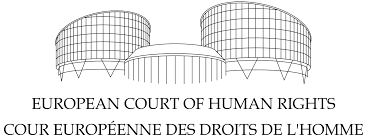 EUROPEAN COURT OF HUMAN RIGHTS
COUR EUROPÉENNE DES DROITS DE L'HOMME